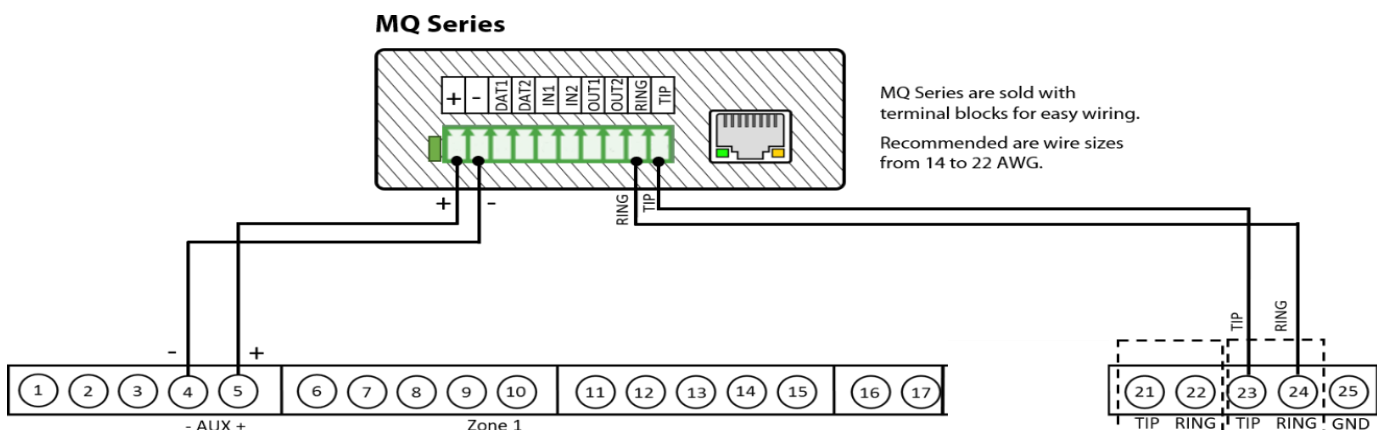 MQ Series
+ - DAT1 DAT2 IN1 IN2 OUT1 OUT2 RING TIP
MQ Series are sold with
terminal blocks for easy wiring.
Recommended are wire sizes
from 14 to 22 AWG.
+ - RING TIP
TIP RING
- +
1 2 3 4 5 6 7 8 9 10 11 12 13 14 15 16 17 21 22 23 24 25
- AUX + Zone 1 TIP RING TIP RING GND